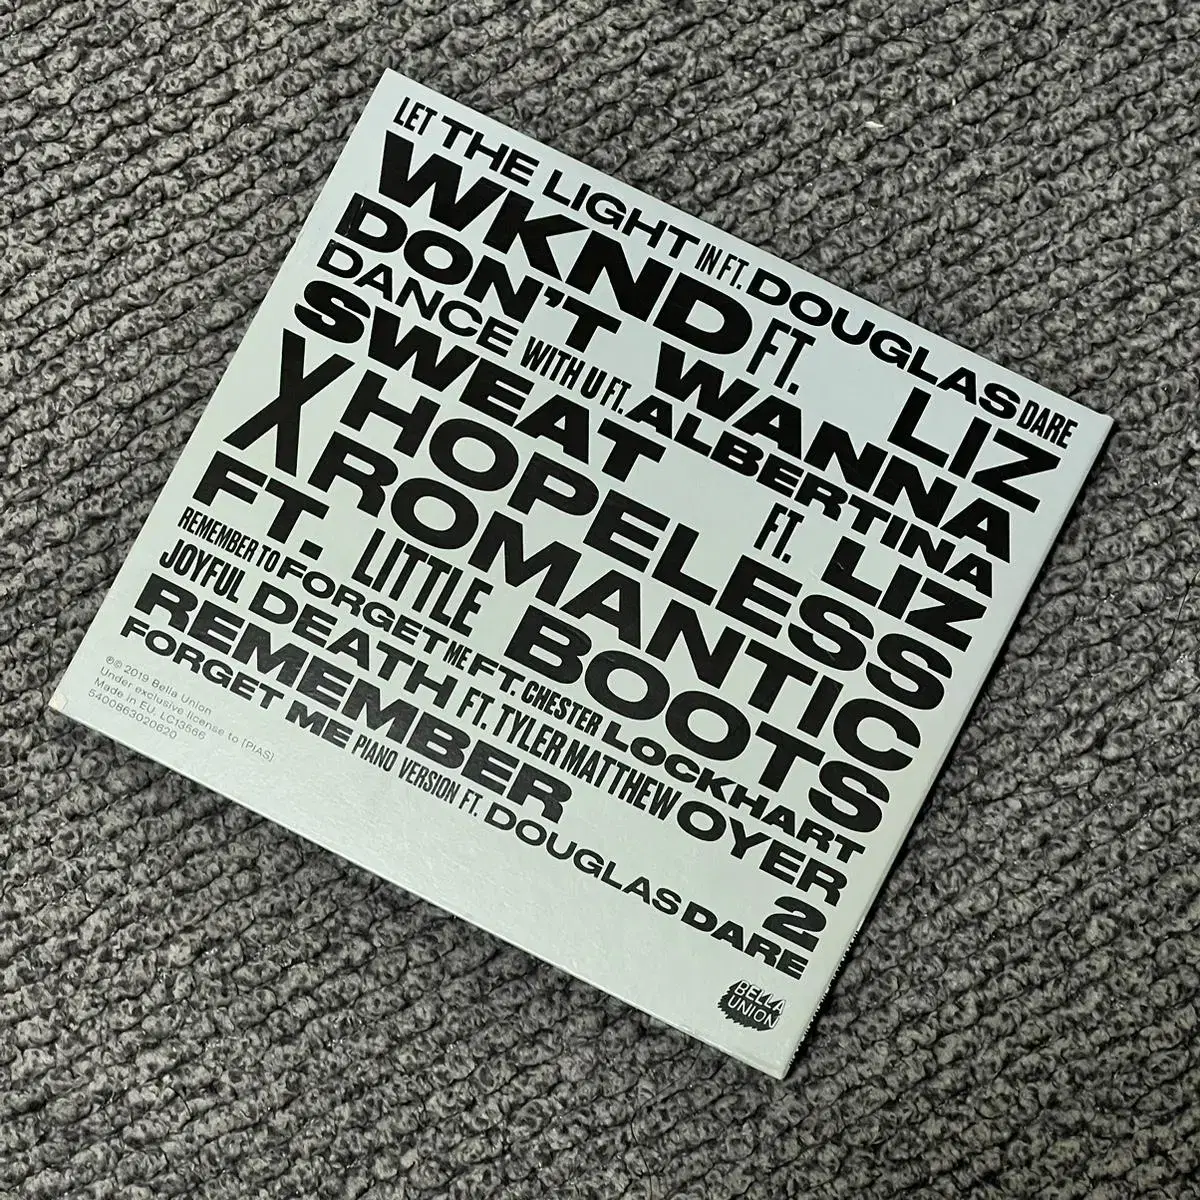 LET THE LIGHT IN FT. DOUGLAS DARE
WKND FT. LIZ
DON'T WANNA
DANCE WITH U FT. ALBERTINA
SWEAT FT. LIZ
X HOPELESS
X ROMANTIC
FT. LITTLE BOOTS
REMEMBER TO FORGET ME FT. CHESTER LOCKHART
JOYFUL DEATH FT. TYLER MATTHEW OYER
REMEMBER 2
FORGET ME PIANO VERSION FT. DOUGLAS DARE
℗© 2019 Bella Union
Under exclusive license to [PIAS]
Made in EU. LC13566
5400863020620
BELLA
UNION